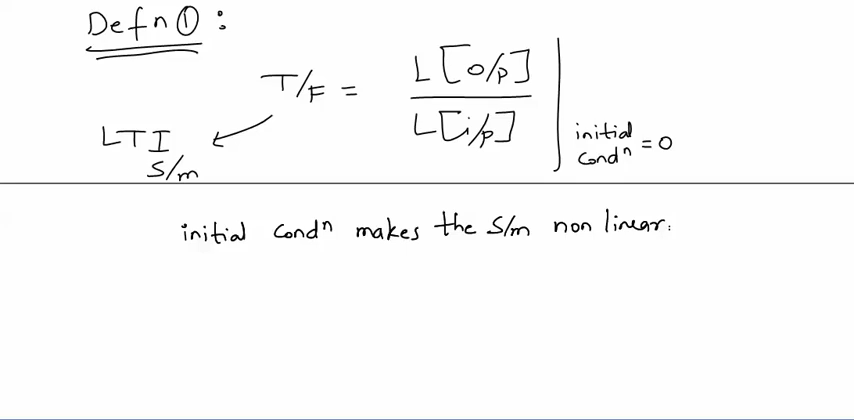 Defn ① :
T/F = L[o/p] / L[i/p] | initial condⁿ = 0
LTI S/m
initial condⁿ makes the S/m non linear.